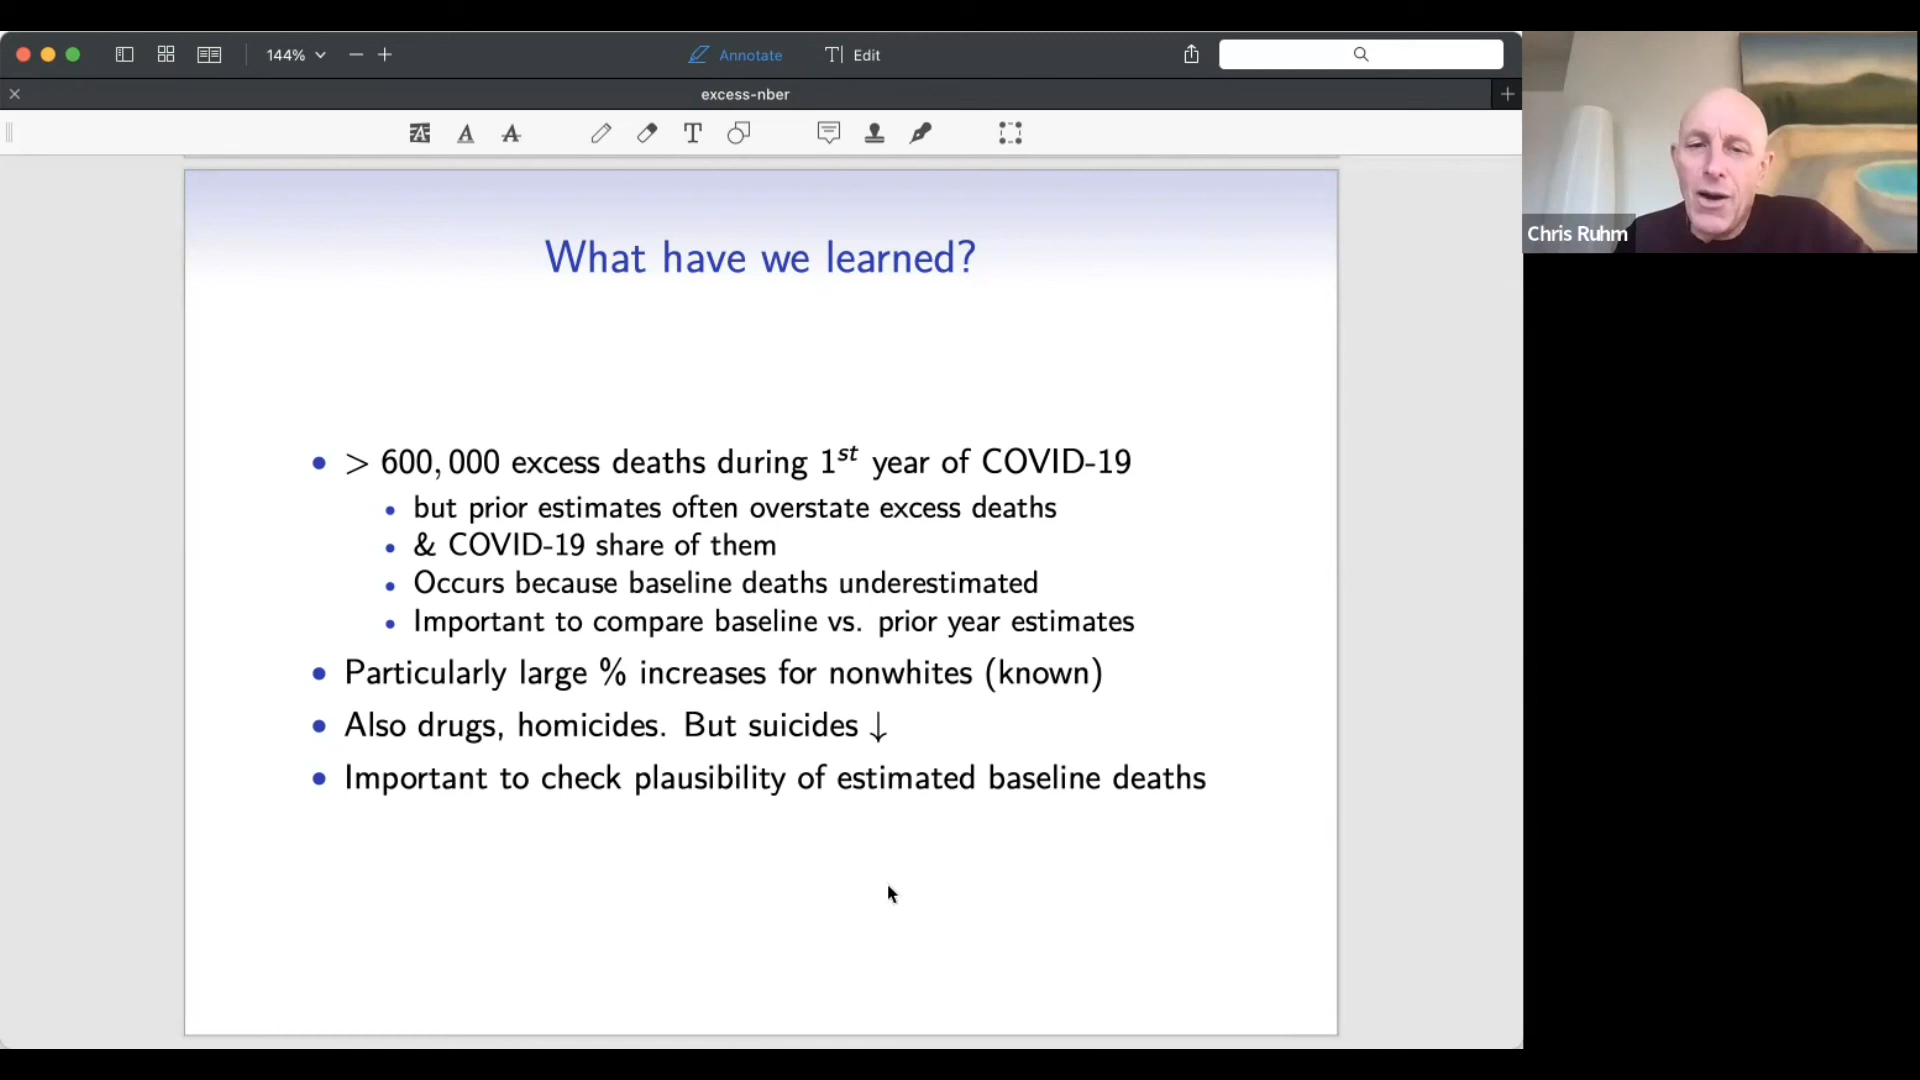 144%
Annotate
T Edit
excess-nber
What have we learned?
> 600,000 excess deaths during 1st year of COVID-19
but prior estimates often overstate excess deaths
& COVID-19 share of them
Occurs because baseline deaths underestimated
Important to compare baseline vs. prior year estimates
Particularly large % increases for nonwhites (known)
Also drugs, homicides. But suicides ↓
Important to check plausibility of estimated baseline deaths
Chris Ruhm